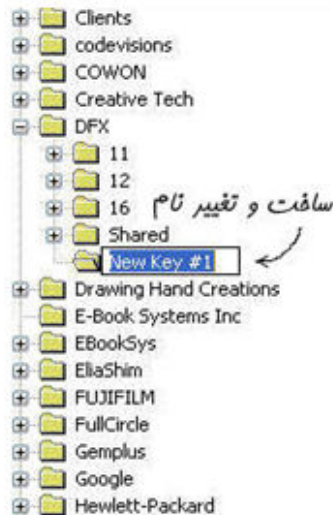 Clients
codevisions
COWON
Creative Tech
DFX
11
12
16
ساخت و تغییر نام
Shared
New Key #1
Drawing Hand Creations
E-Book Systems Inc
EBookSys
EliaShim
FUJIFILM
FullCircle
Gemplus
Google
Hewlett-Packard